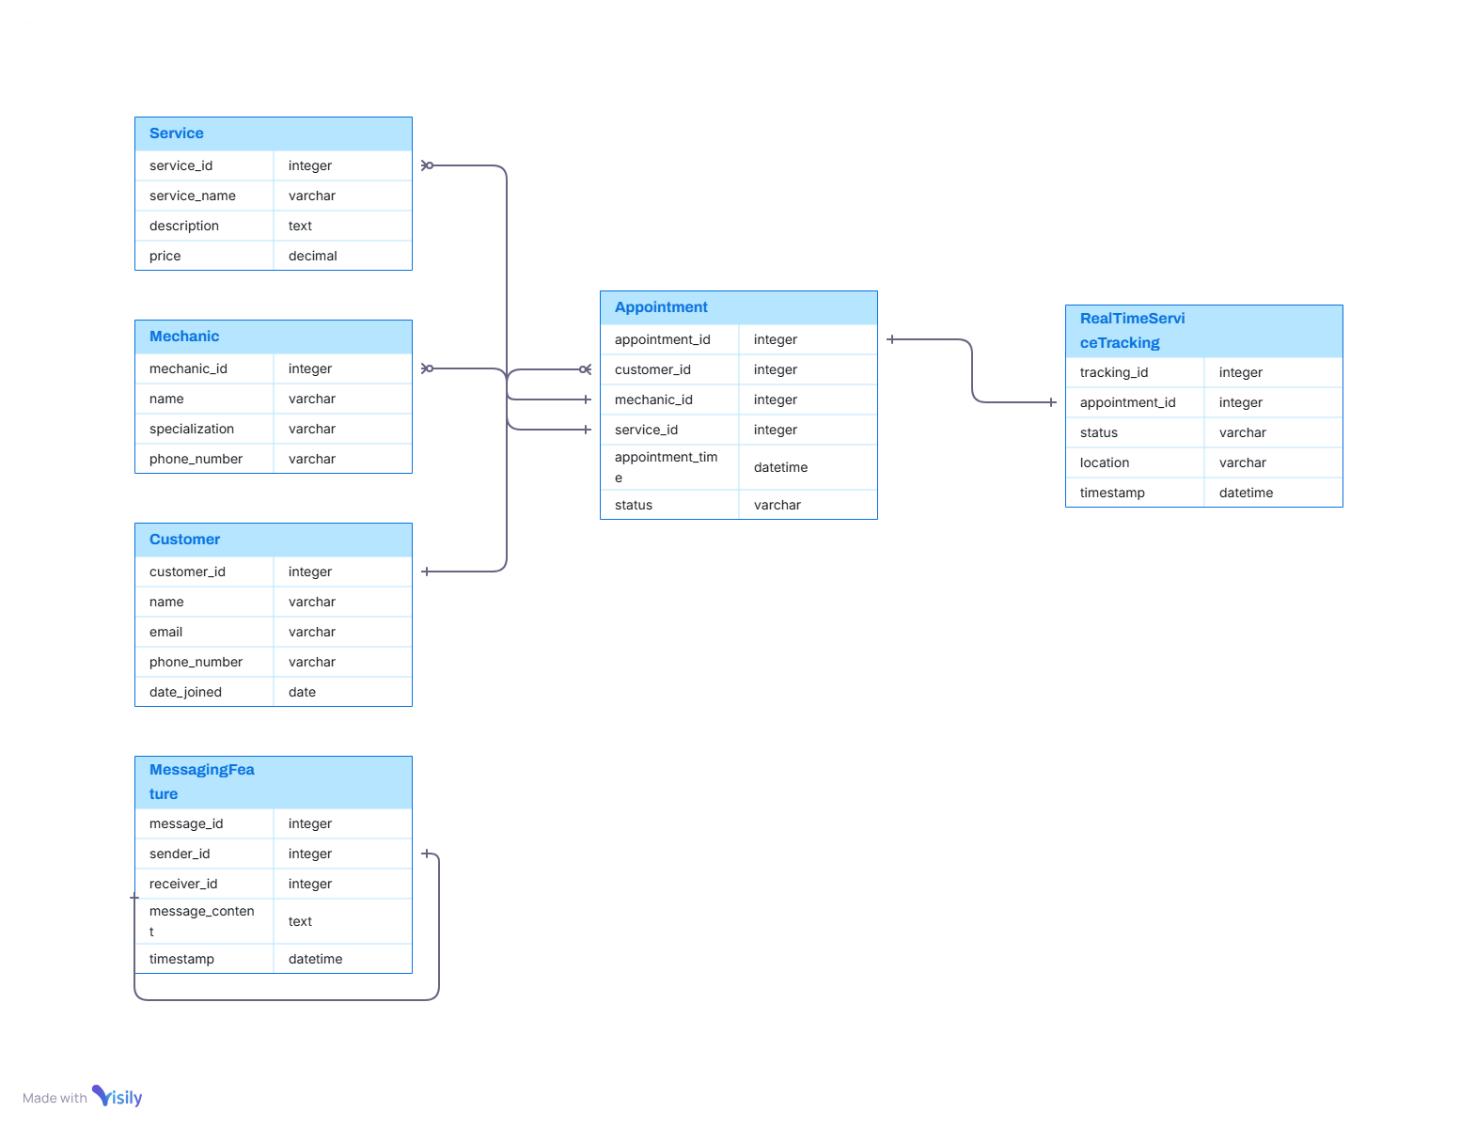 Service
service_id integer
service_name varchar
description text
price decimal
Mechanic
mechanic_id integer
name varchar
specialization varchar
phone_number varchar
Customer
customer_id integer
name varchar
email varchar
phone_number varchar
date_joined date
MessagingFea
ture
message_id integer
sender_id integer
receiver_id integer
message_conten
t
text
timestamp datetime
Appointment
appointment_id integer
customer_id integer
mechanic_id integer
service_id integer
appointment_tim
e
datetime
status varchar
RealTimeServi
ceTracking
tracking_id integer
appointment_id integer
status varchar
location varchar
timestamp datetime
Made with Visily